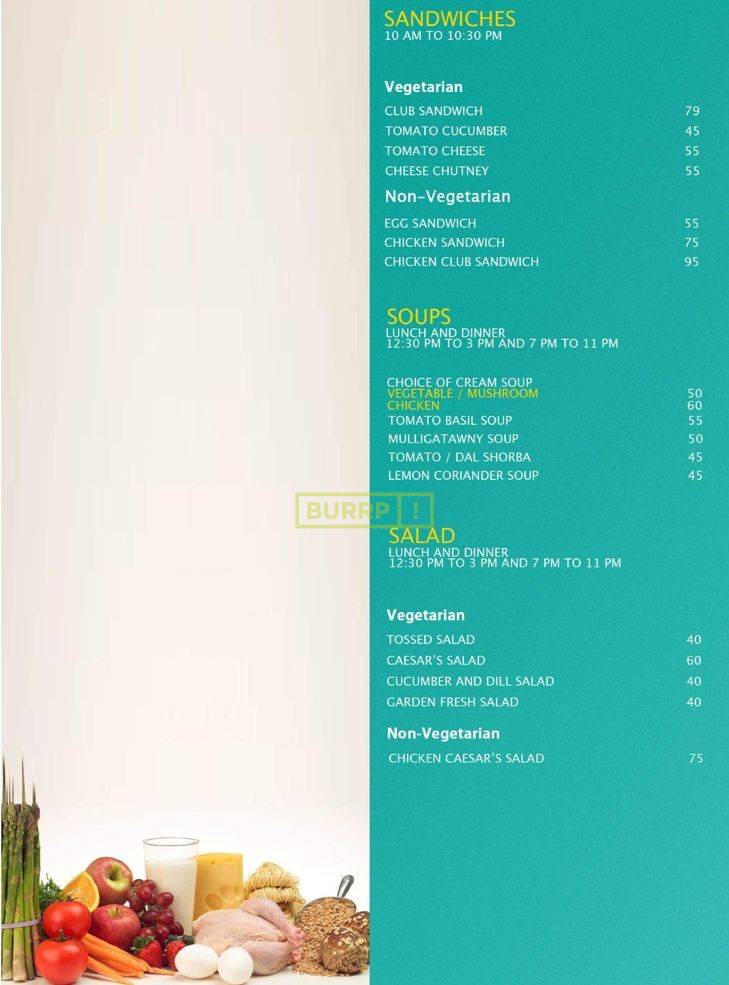 SANDWICHES
10 AM TO 10:30 PM
Vegetarian
CLUB SANDWICH 79
TOMATO CUCUMBER 45
TOMATO CHEESE 55
CHEESE CHUTNEY 55
Non-Vegetarian
EGG SANDWICH 55
CHICKEN SANDWICH 75
CHICKEN CLUB SANDWICH 95
SOUPS
LUNCH AND DINNER
12:30 PM TO 3 PM AND 7 PM TO 11 PM
CHOICE OF CREAM SOUP
VEGETABLE / MUSHROOM 50
CHICKEN 60
TOMATO BASIL SOUP 55
MULLIGATAWNY SOUP 50
TOMATO / DAL SHORBA 45
LEMON CORIANDER SOUP 45
BURRP !
SALAD
LUNCH AND DINNER
12:30 PM TO 3 PM AND 7 PM TO 11 PM
Vegetarian
TOSSED SALAD 40
CAESAR'S SALAD 60
CUCUMBER AND DILL SALAD 40
GARDEN FRESH SALAD 40
Non-Vegetarian
CHICKEN CAESAR'S SALAD 75